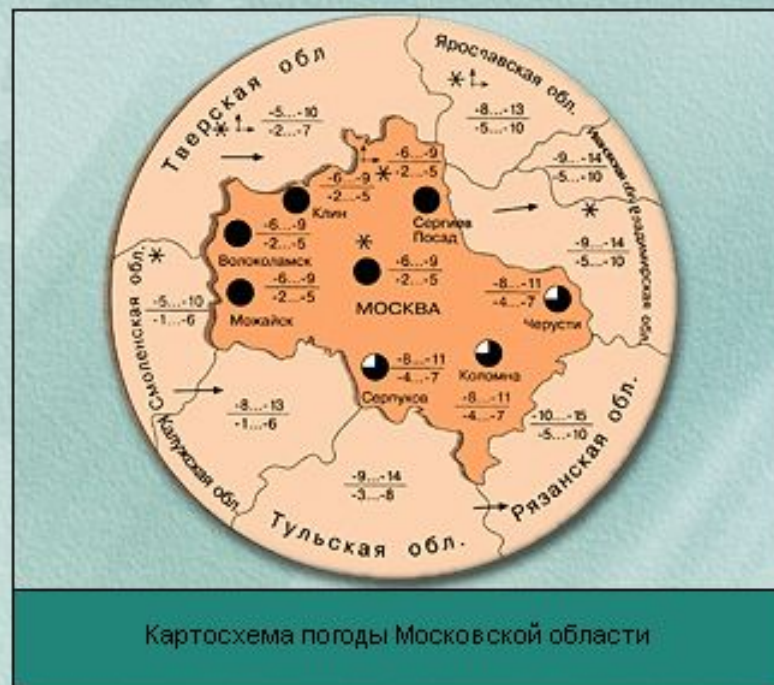 Тверская обл
Ярославская обл.
-5...-10
-2...-7
-8...-13
-5...-10
Ивановская обл
-9...-14
-5...-10
-6...-9
-2...-5
-6...-9
-2...-5
Клин
Сергиев
Посад
-6...-9
-2...-5
Волоколамск
-9...-14
-5...-10
Владимирская обл
-6...-9
-2...-5
Можайск
-6...-9
-2...-5
МОСКВА
-8...-11
-4...-7
Черусти
Смоленская обл.
-5...-10
-1...-6
-8...-11
-4...-7
Серпухов
Коломна
-8...-11
-4...-7
-8...-13
-1...-6
Калужская обл.
-10...-15
-5...-10
Рязанская обл.
-9...-14
-3...-8
Тульская обл.
Картосхема погоды Московской области